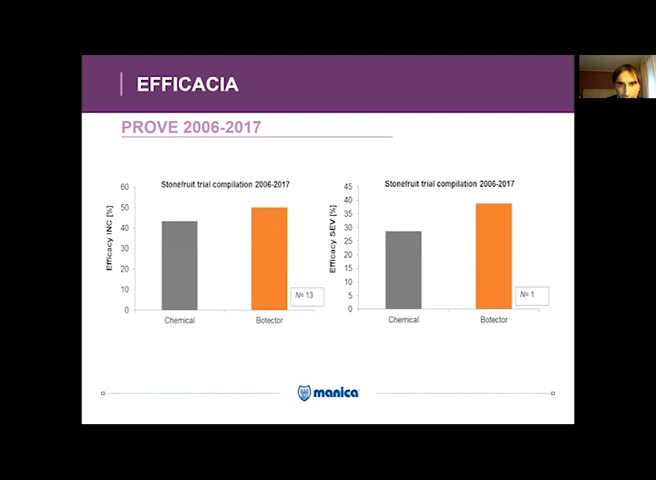 EFFICACIA
PROVE 2006-2017
Stonefruit trial compilation 2006-2017
Efficacy INC [%]
60
50
40
30
20
10
0
N= 13
Chemical
Botector
Stonefruit trial compilation 2006-2017
Efficacy SEV [%]
45
40
35
30
25
20
15
10
5
0
N= 1
Chemical
Botector
manica